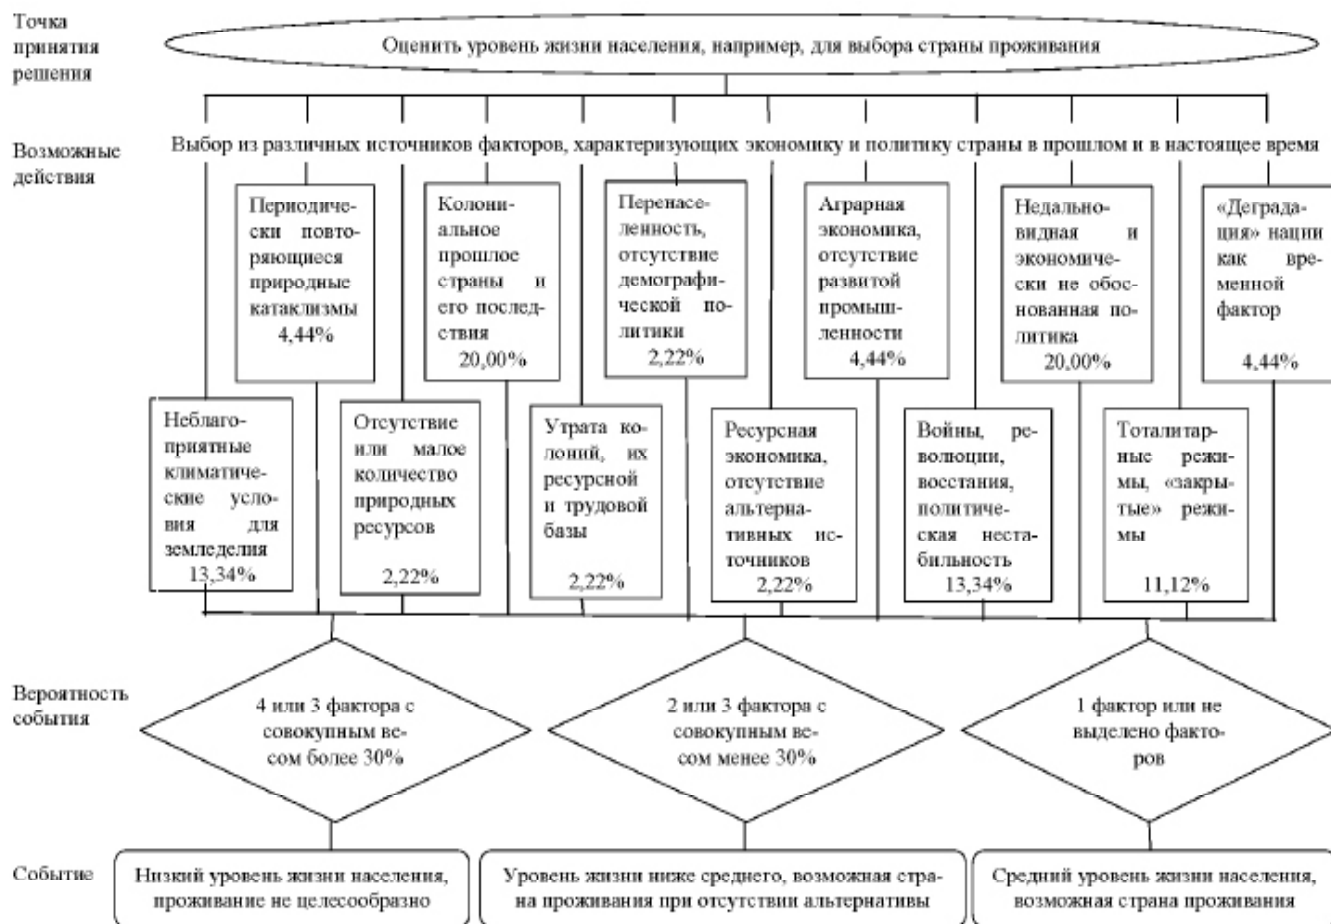 Точка
принятия
решения
Оценить уровень жизни населения, например, для выбора страны проживания
Возможные
действия
Выбор из различных источников факторов, характеризующих экономику и политику страны в прошлом и в настоящее время
Периодиче-
ски повто-
ряющиеся
природные
катаклизмы
4,44%
Колони-
альное
прошлое
страны и
его послед-
ствия
20,00%
Перенасе-
ленность,
отсутствие
демографи-
ческой по-
литики
2,22%
Аграрная
экономика,
отсутствие
развитой
промыш-
ленности
4,44%
Недально-
видная и
экономиче-
ски не обос-
нованная по-
литика
20,00%
«Деграда-
ция» нации
как вре-
менной
фактор
4,44%
Неблаго-
приятные
климатиче-
ские усло-
вия для
земледелия
13,34%
Отсутствие
или малое
количество
природных
ресурсов
2,22%
Утрата ко-
лоний, их
ресурсной
и трудовой
базы
2,22%
Ресурсная
экономика,
отсутствие
альтерна-
тивных ис-
точников
2,22%
Войны, ре-
волюции,
восстания,
политиче-
ская неста-
бильность
13,34%
Тоталитар-
ные режи-
мы, «закры-
тые» режи-
мы
11,12%
Вероятность
события
4 или 3 фактора с
совокупным ве-
сом более 30%
2 или 3 фактора с
совокупным ве-
сом менее 30%
1 фактор или не
выделено факто-
ров
Событие
Низкий уровень жизни населения,
проживание не целесообразно
Уровень жизни ниже среднего, возможная стра-
на проживания при отсутствии альтернативы
Средний уровень жизни населения,
возможная страна проживания